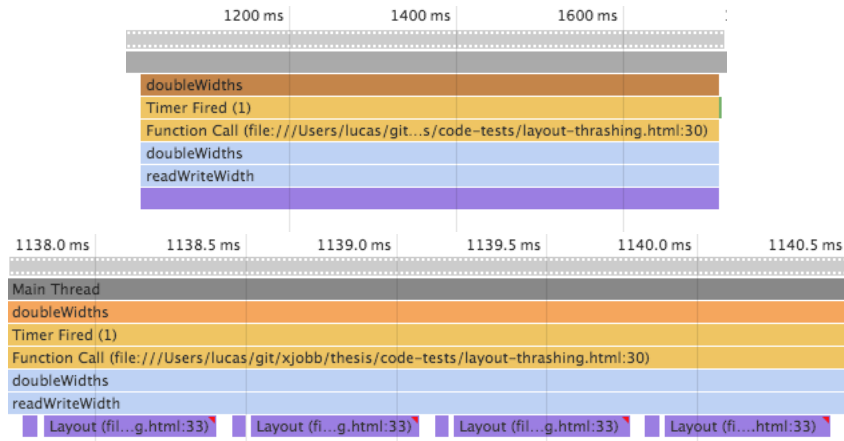 1200 ms 1400 ms 1600 ms
doubleWidths
Timer Fired (1)
Function Call (file:///Users/lucas/git...s/code-tests/layout-thrashing.html:30)
doubleWidths
readWriteWidth
1138.0 ms 1138.5 ms 1139.0 ms 1139.5 ms 1140.0 ms 1140.5 ms
Main Thread
doubleWidths
Timer Fired (1)
Function Call (file:///Users/lucas/git/xjobb/thesis/code-tests/layout-thrashing.html:30)
doubleWidths
readWriteWidth
Layout (fil...g.html:33) Layout (fi...g.html:33) Layout (fil...g.html:33) Layout (fi....html:33)